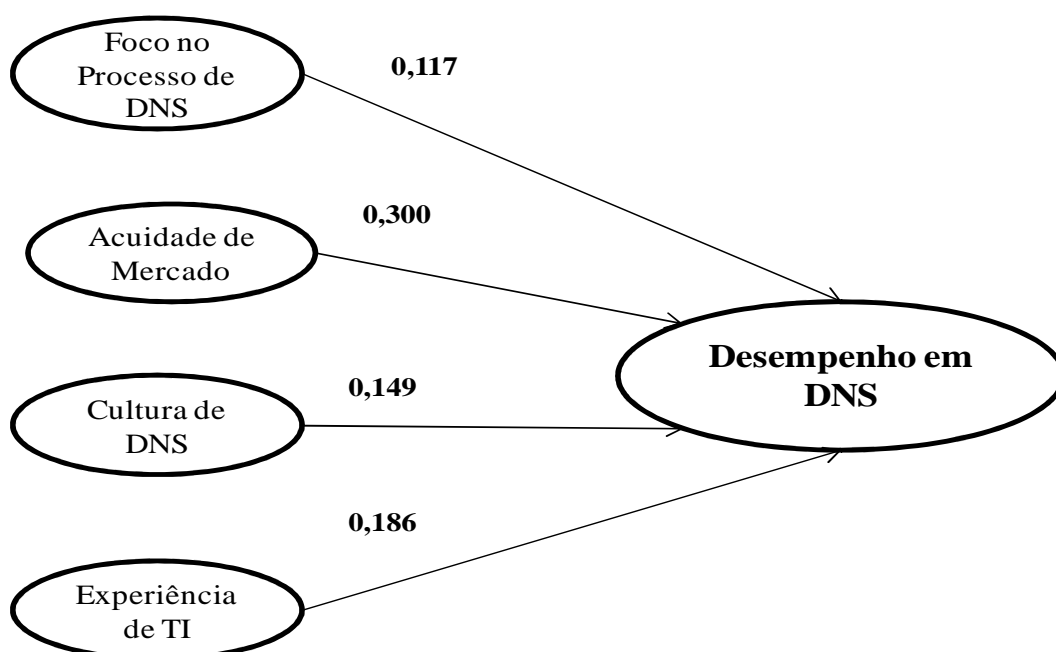 Foco no
Processo de
DNS
0,117
Acuidade de
Mercado
0,300
Desempenho em
DNS
Cultura de
DNS
0,149
Experiência
de TI
0,186